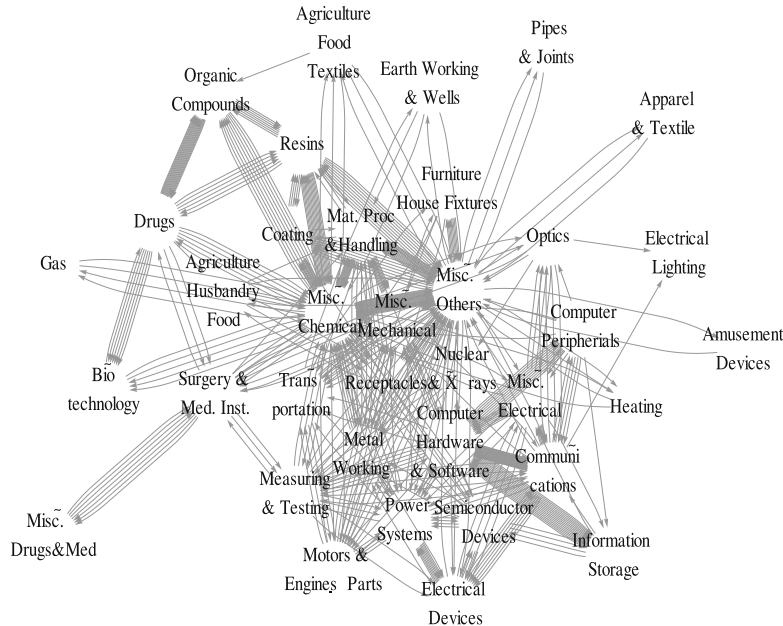 Agriculture
Food
Textiles
Pipes
& Joints
Organic
Compounds
Earth Working
& Wells
Apparel
& Textile
Resins
Furniture
House Fixtures
Drugs
Mat. Proc
&Handling
Coating
Optics
Electrical
Lighting
Gas
Agriculture
Husbandry
Food
Misc.
Chemical
Misc.
Mechanical
Misc.
Others
Computer
Peripherials
Amusement
Devices
Nuclear
& X rays
Bio
technology
Surgery &
Med. Inst.
Trans
portation
Receptacles
Misc.
Electrical
Heating
Computer
Hardware
& Software
Metal
Working
Communi
cations
Measuring
& Testing
Power
Systems
Semiconductor
Devices
Misc.
Drugs&Med
Motors &
Engines Parts
Information
Storage
Electrical
Devices